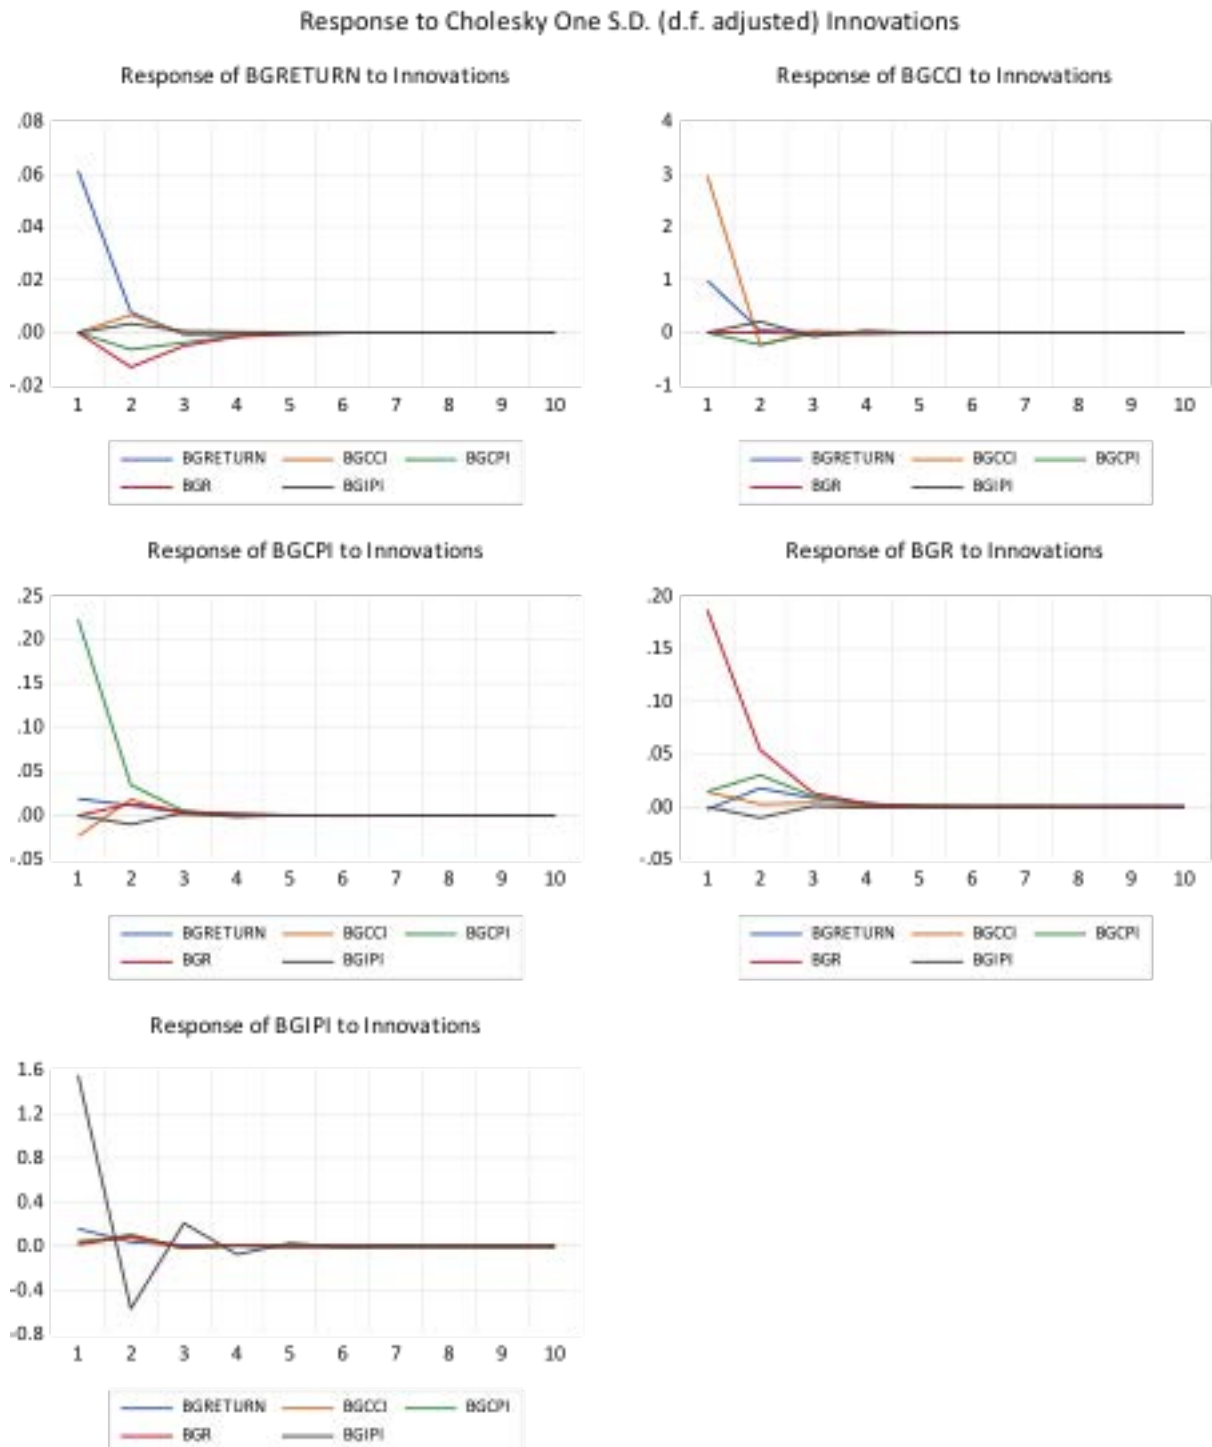 Response to Cholesky One S.D. (d.f. adjusted) Innovations
Response of BGRETURN to Innovations
.08
.06
.04
.02
.00
-.02
1 2 3 4 5 6 7 8 9 10
BGRETURN BGCCI BGCPI
BGR BGIPI
Response of BGCCI to Innovations
4
3
2
1
0
-1
1 2 3 4 5 6 7 8 9 10
BGRETURN BGCCI BGCPI
BGR BGIPI
Response of BGCPI to Innovations
.25
.20
.15
.10
.05
.00
-.05
1 2 3 4 5 6 7 8 9 10
BGRETURN BGCCI BGCPI
BGR BGIPI
Response of BGR to Innovations
.20
.15
.10
.05
.00
-.05
1 2 3 4 5 6 7 8 9 10
BGRETURN BGCCI BGCPI
BGR BGIPI
Response of BGIPI to Innovations
1.6
1.2
0.8
0.4
0.0
-0.4
-0.8
1 2 3 4 5 6 7 8 9 10
BGRETURN BGCCI BGCPI
BGR BGIPI